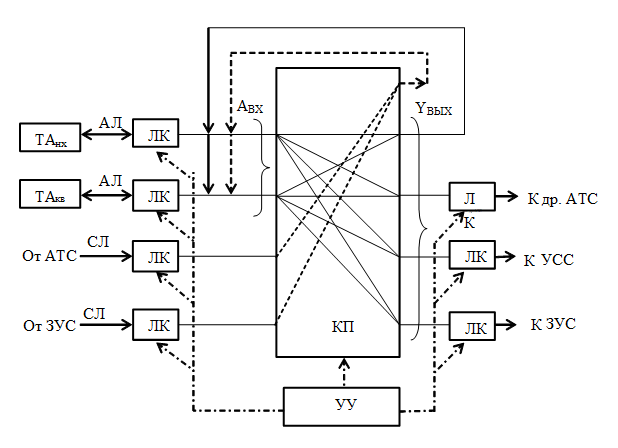 AВХ
YВЫХ
ТАнх
АЛ
ЛК
ТАкв
АЛ
ЛК
Л
К
К др. АТС
От АТС
СЛ
ЛК
ЛК
К УСС
От ЗУС
СЛ
ЛК
КП
ЛК
К ЗУС
УУ